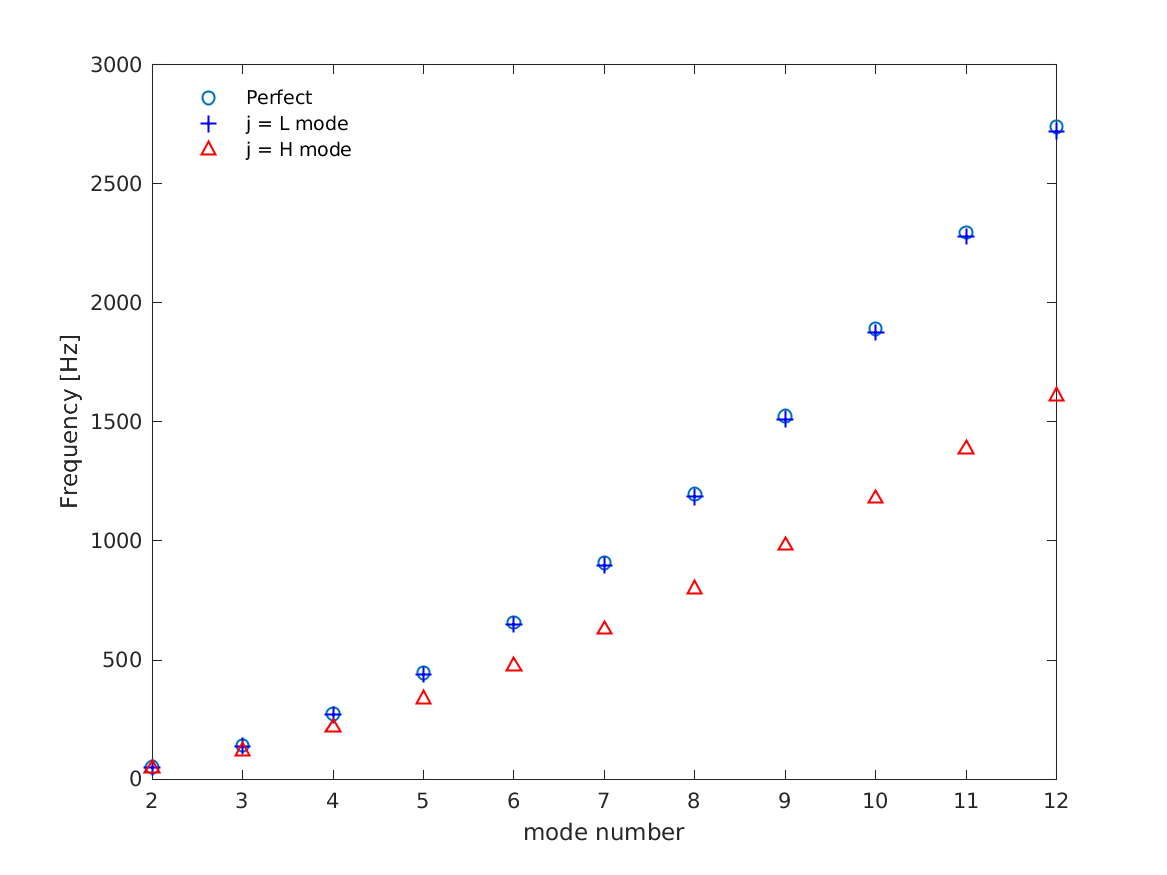 3000
2500
2000
1500
1000
500
0
Perfect
j = L mode
j = H mode
Frequency [Hz]
2 3 4 5 6 7 8 9 10 11 12
mode number